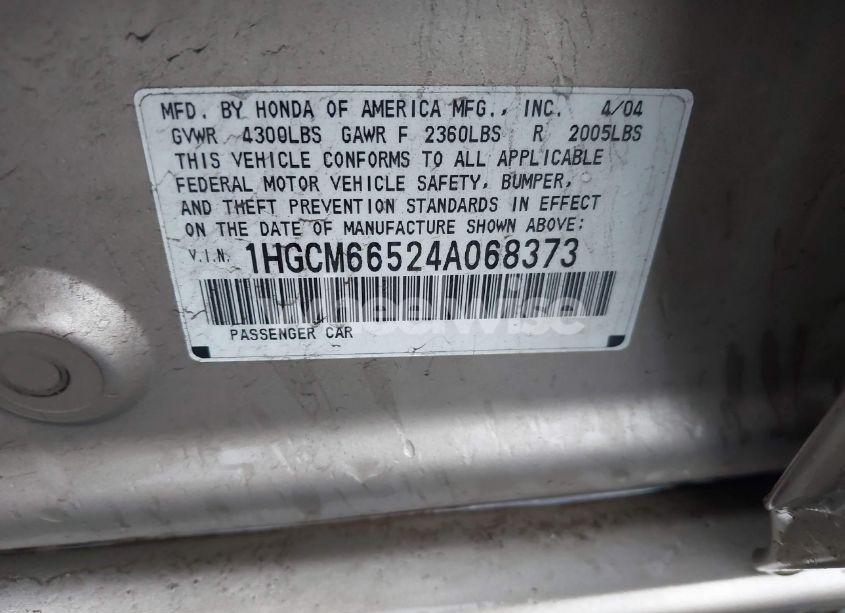 MFD. BY HONDA OF AMERICA MFG., INC. 4/04
GVWR 4300LBS GAWR F 2360LBS R 2005LBS
THIS VEHICLE CONFORMS TO ALL APPLICABLE
FEDERAL MOTOR VEHICLE SAFETY, BUMPER,
AND THEFT PREVENTION STANDARDS IN EFFECT
ON THE DATE OF MANUFACTURE SHOWN ABOVE:
V.I.N. 1HGCM66524A068373
PASSENGER CAR